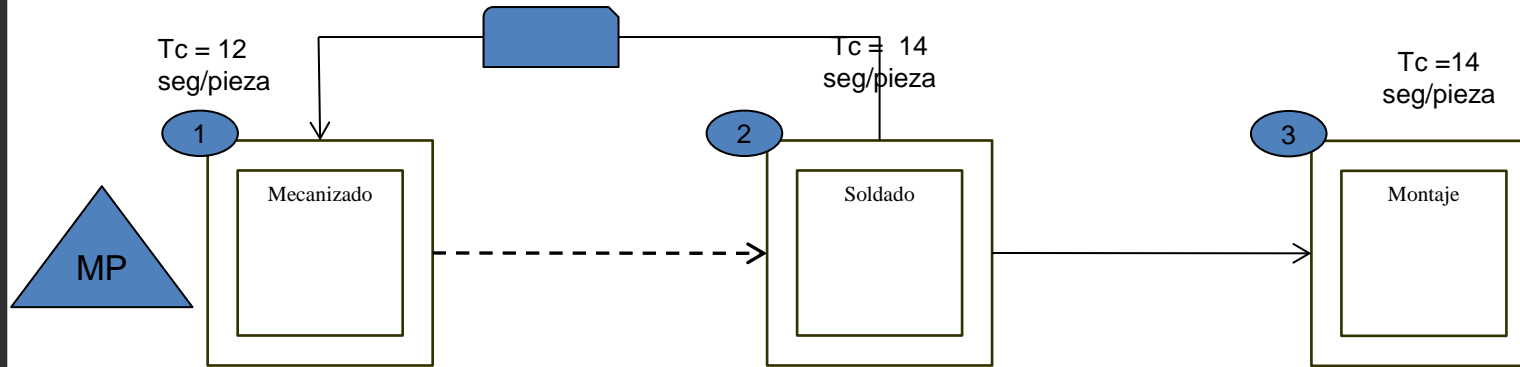 Tc = 12
seg/pieza
Tc =  14
seg/pieza
Tc =14
seg/pieza
1
2
3
Mecanizado
Soldado
Montaje
MP